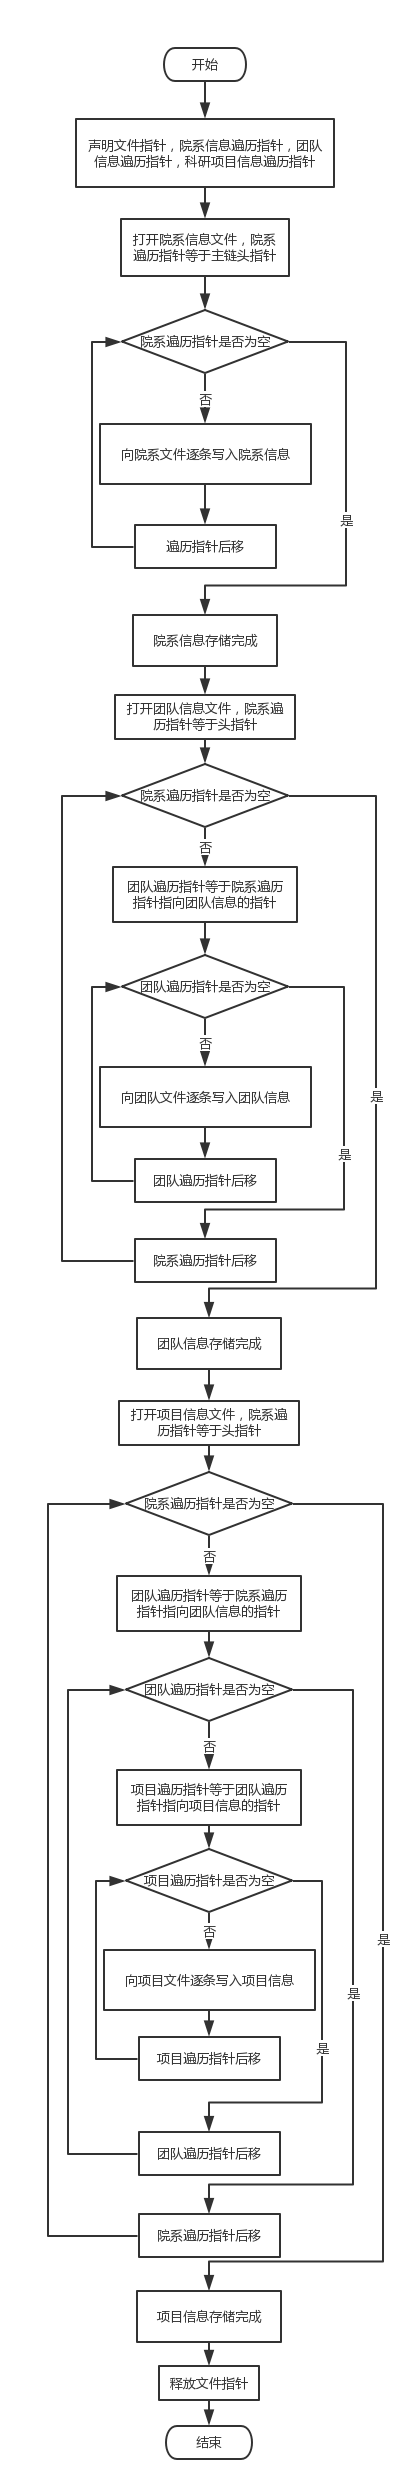 开始
声明文件指针，院系信息遍历指针，团队
信息遍历指针，科研项目信息遍历指针
打开院系信息文件，院系
遍历指针等于主链头指针
院系遍历指针是否为空
否
向院系文件逐条写入院系信息
是
遍历指针后移
院系信息存储完成
打开团队信息文件，院系遍
历指针等于头指针
院系遍历指针是否为空
否
团队遍历指针等于院系遍历
指针指向团队信息的指针
团队遍历指针是否为空
否
向团队文件逐条写入团队信息
是
是
团队遍历指针后移
院系遍历指针后移
团队信息存储完成
打开项目信息文件，院系遍
历指针等于头指针
院系遍历指针是否为空
否
团队遍历指针等于院系遍历
指针指向团队信息的指针
团队遍历指针是否为空
否
项目遍历指针等于团队遍历
指针指向项目信息的指针
项目遍历指针是否为空
否
是
向项目文件逐条写入项目信息
是
是
项目遍历指针后移
团队遍历指针后移
院系遍历指针后移
项目信息存储完成
释放文件指针
结束